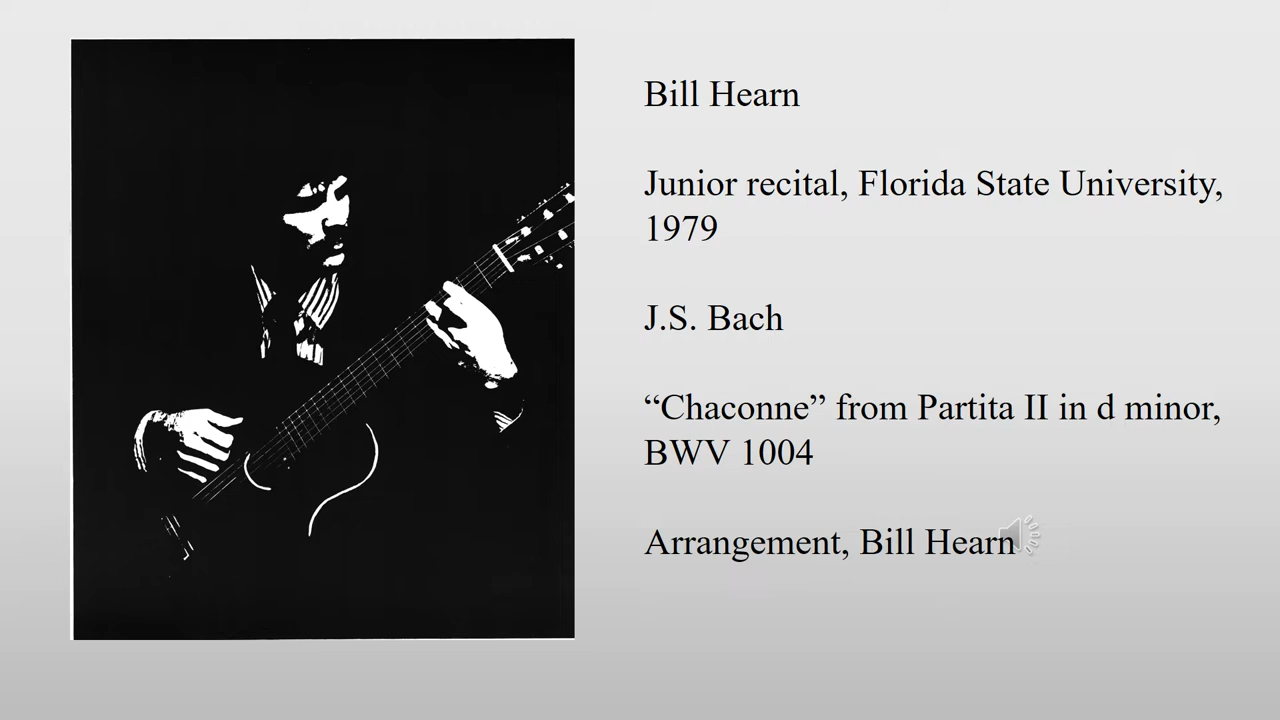 Bill Hearn
Junior recital, Florida State University,
1979
J.S. Bach
“Chaconne” from Partita II in d minor,
BWV 1004
Arrangement, Bill Hearn